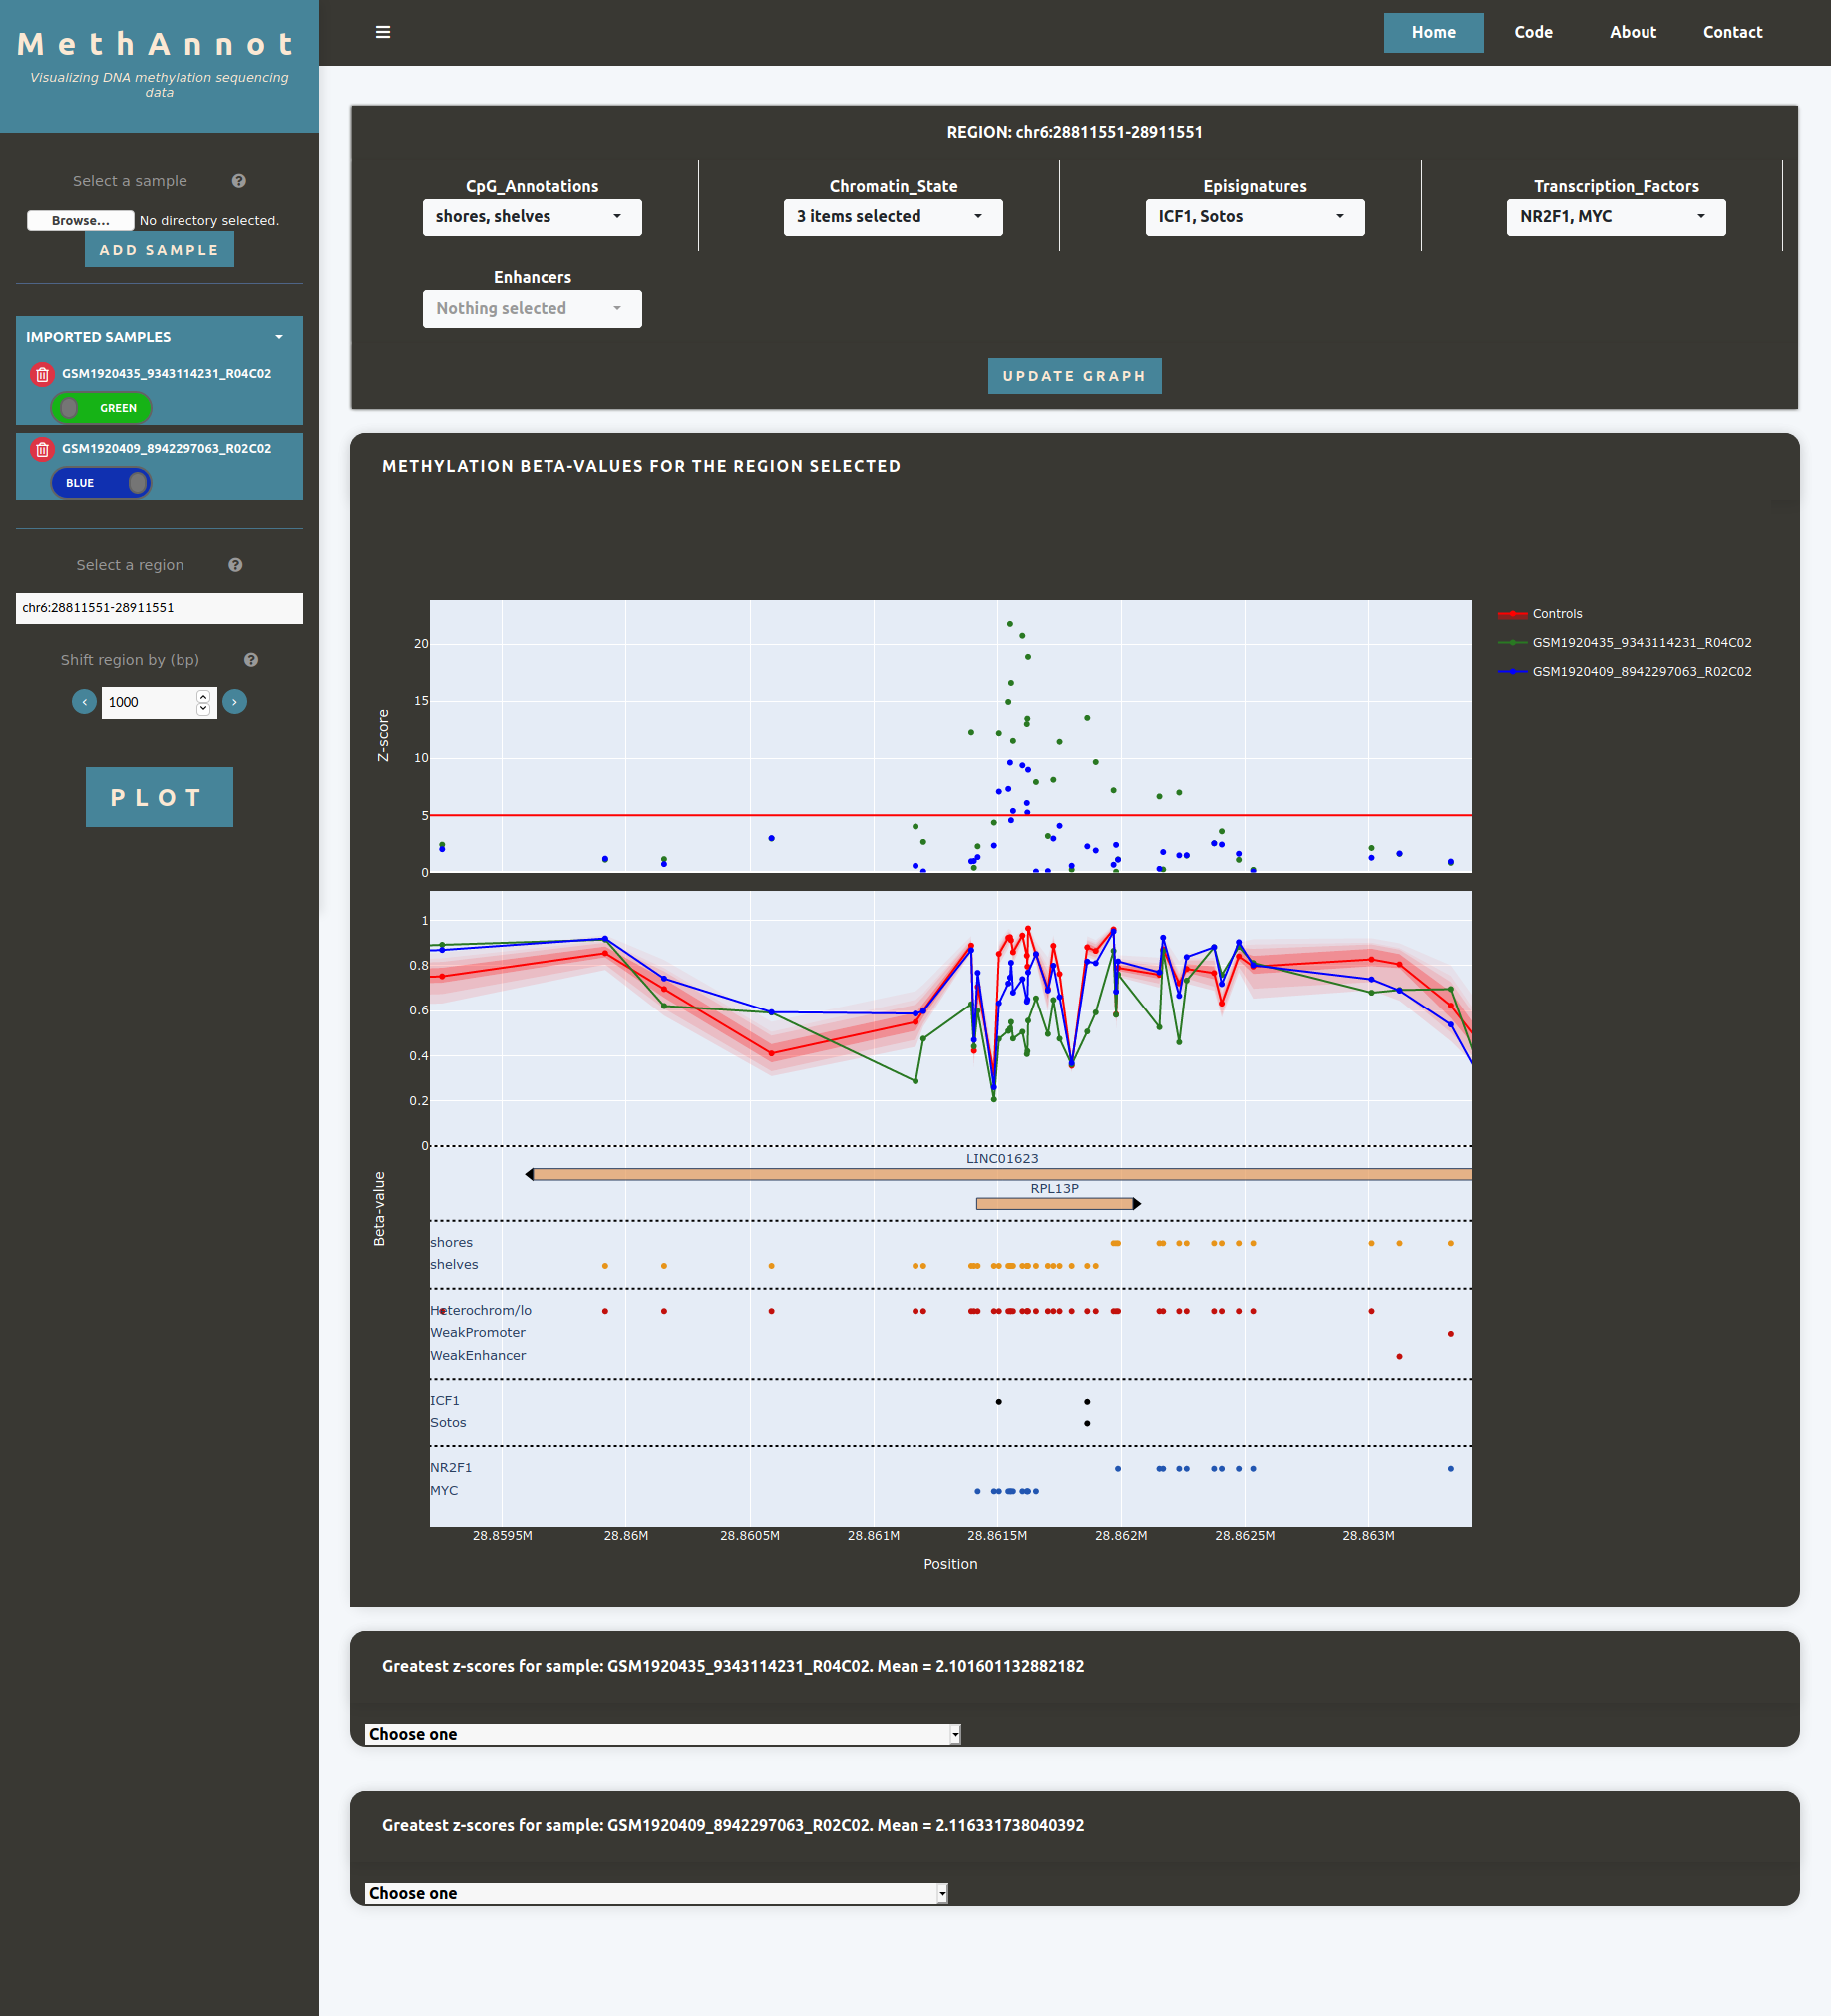 MethAnnot
Visualizing DNA methylation sequencing
data
Select a sample
Browse... No directory selected.
ADD SAMPLE
IMPORTED SAMPLES
GSM1920435_9343114231_R04C02
GREEN
GSM1920409_8942297063_R02C02
BLUE
Select a region
chr6:28811551-28911551
Shift region by (bp)
1000
PLOT
Home Code About Contact
REGION: chr6:28811551-28911551
CpG_Annotations Chromatin_State Episignatures Transcription_Factors
shores, shelves 3 items selected ICF1, Sotos NR2F1, MYC
Enhancers
Nothing selected
UPDATE GRAPH
METHYLATION BETA-VALUES FOR THE REGION SELECTED
Controls
GSM1920435_9343114231_R04C02
GSM1920409_8942297063_R02C02
20
15
10
5
0
Z-score
1
0.8
0.6
0.4
0.2
0
Beta-value
LINC01623
RPL13P
shores
shelves
Heterochrom/lo
WeakPromoter
WeakEnhancer
ICF1
Sotos
NR2F1
MYC
28.8595M 28.86M 28.8605M 28.861M 28.8615M 28.862M 28.8625M 28.863M
Position
Greatest z-scores for sample: GSM1920435_9343114231_R04C02. Mean = 2.101601132882182
Choose one
Greatest z-scores for sample: GSM1920409_8942297063_R02C02. Mean = 2.116331738040392
Choose one